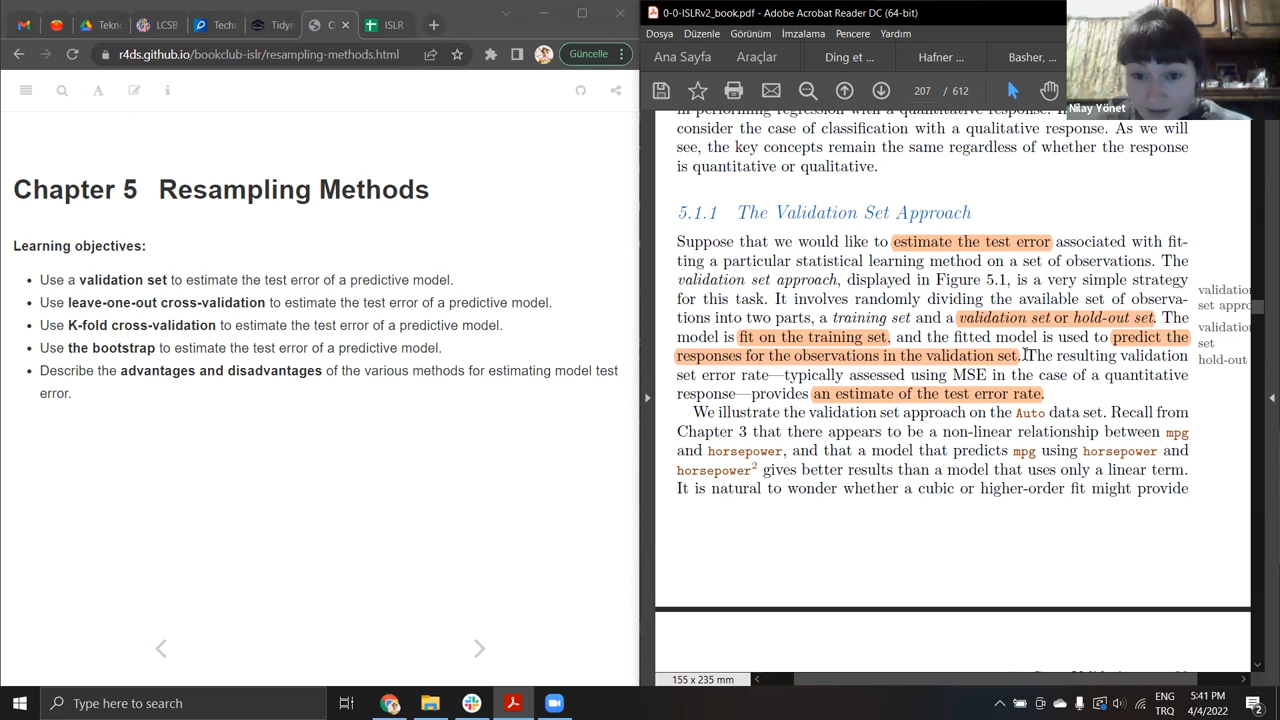 LCSB
Techr
Tidyr
C
ISLR
r4ds.github.io/bookclub-islr/resampling-methods.html
Güncelle
Chapter 5 Resampling Methods
Learning objectives:
• Use a validation set to estimate the test error of a predictive model.
• Use leave-one-out cross-validation to estimate the test error of a predictive model.
• Use K-fold cross-validation to estimate the test error of a predictive model.
• Use the bootstrap to estimate the test error of a predictive model.
• Describe the advantages and disadvantages of the various methods for estimating model test
error.
0-0-ISLRv2_book.pdf - Adobe Acrobat Reader DC (64-bit)
Dosya Düzenle Görünüm İmzalama Pencere Yardım
Ana Sayfa Araçlar Ding et ... Hafner ... Basher, ...
207 / 612
Nilay Yönet
in performing regression with a quantitative response.
consider the case of classification with a qualitative response. As we will
see, the key concepts remain the same regardless of whether the response
is quantitative or qualitative.
5.1.1 The Validation Set Approach
Suppose that we would like to estimate the test error associated with fit-
ting a particular statistical learning method on a set of observations. The
validation set approach, displayed in Figure 5.1, is a very simple strategy
for this task. It involves randomly dividing the available set of observa-
tions into two parts, a training set and a validation set or hold-out set. The
model is fit on the training set, and the fitted model is used to predict the
responses for the observations in the validation set. The resulting validation
set error rate—typically assessed using MSE in the case of a quantitative
response—provides an estimate of the test error rate.
We illustrate the validation set approach on the Auto data set. Recall from
Chapter 3 that there appears to be a non-linear relationship between mpg
and horsepower, and that a model that predicts mpg using horsepower and
horsepower² gives better results than a model that uses only a linear term.
It is natural to wonder whether a cubic or higher-order fit might provide
validation
set appro
validation
set
hold-out
155 x 235 mm
Type here to search
ENG
TRQ
5:41 PM
4/4/2022
2